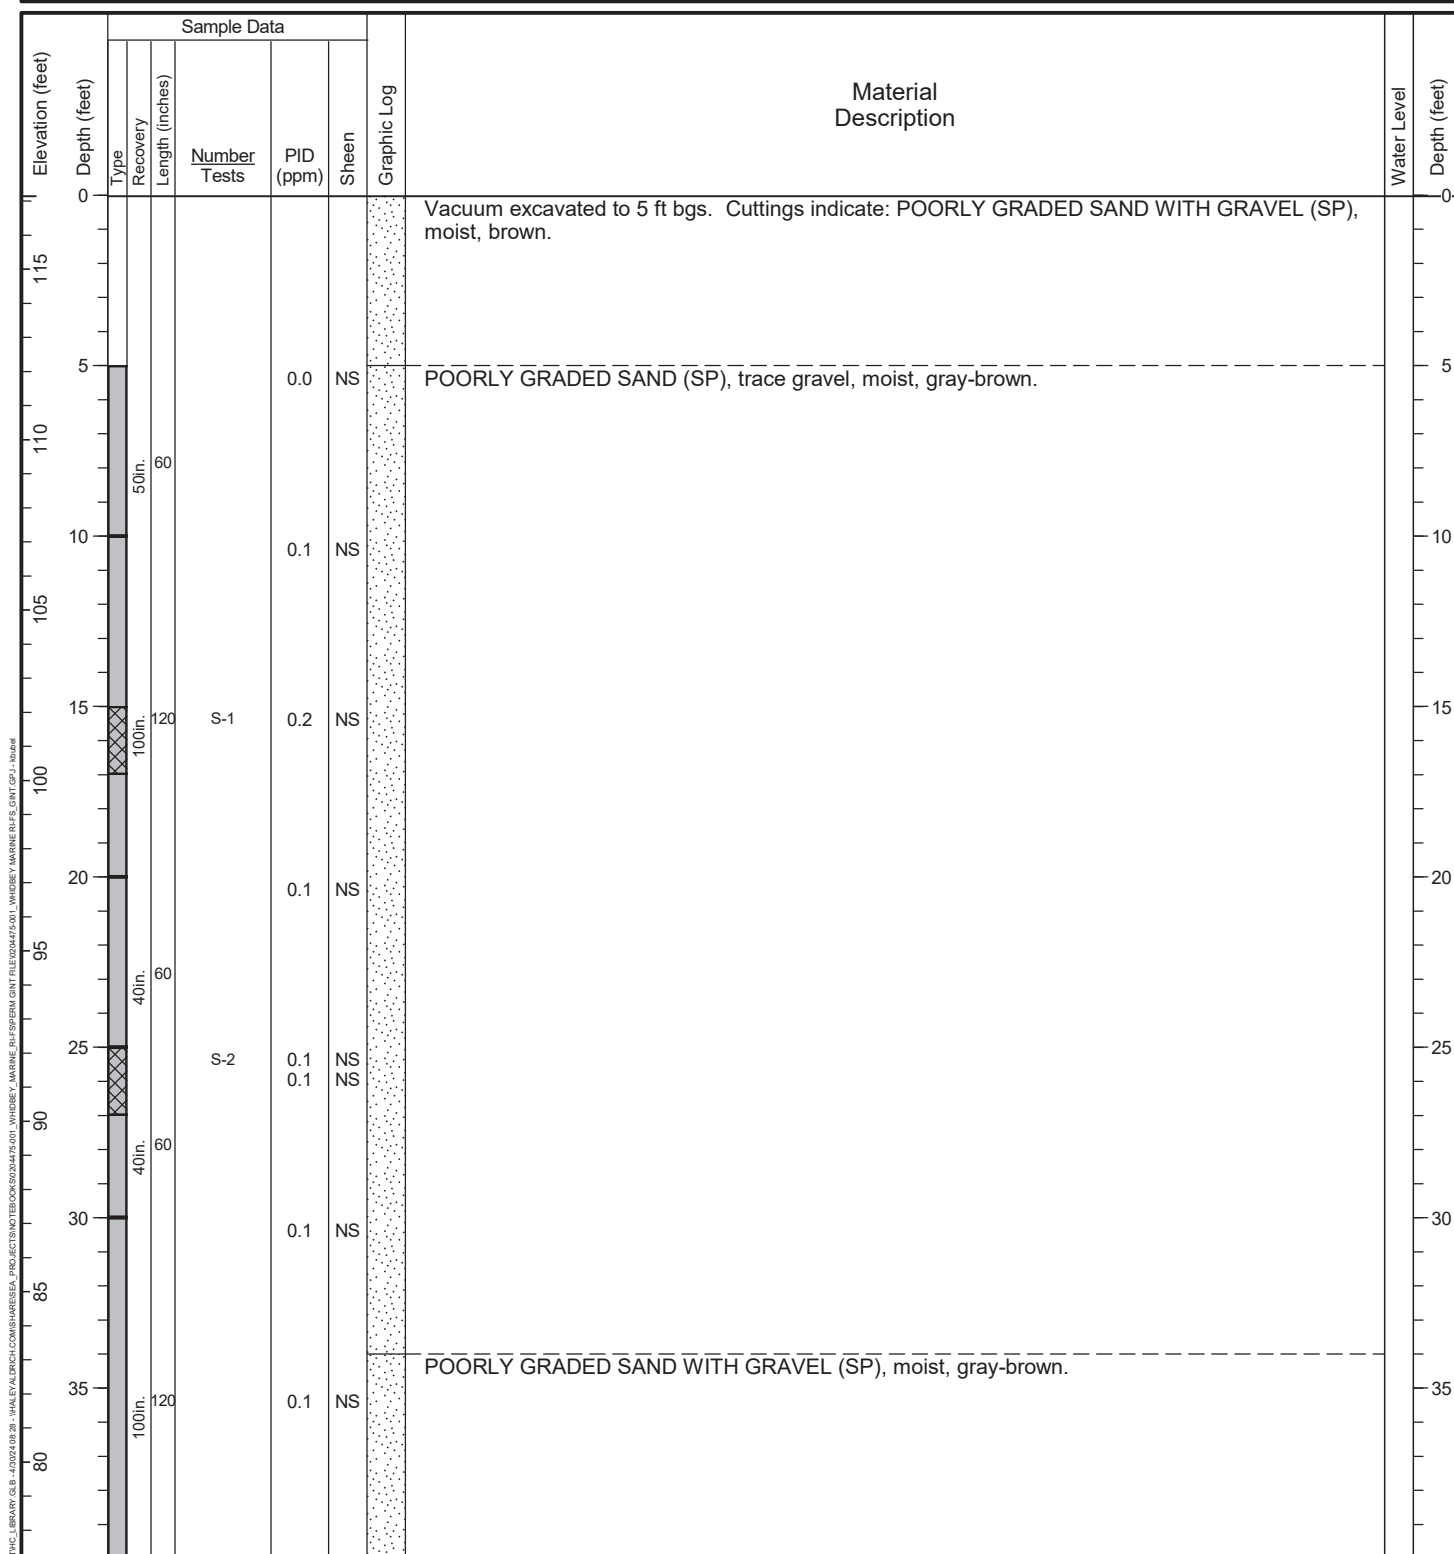 Sample Data
Elevation (feet)
Depth (feet)
Type
Recovery
Length (inches)
Number
Tests
PID
(ppm)
Sheen
Graphic Log
Material
Description
Water Level
Depth (feet)
0
0
Vacuum excavated to 5 ft bgs. Cuttings indicate: POORLY GRADED SAND WITH GRAVEL (SP),
moist, brown.
115
5
0.0 NS
POORLY GRADED SAND (SP), trace gravel, moist, gray-brown.
5
110
50in. 60
10
0.1 NS
10
105
15
100in. 120 S-1 0.2 NS
15
100
20
0.1 NS
20
95
40in. 60
25
S-2 0.1 NS
0.1 NS
25
90
40in. 60
30
0.1 NS
30
85
POORLY GRADED SAND WITH GRAVEL (SP), moist, gray-brown.
35
100in. 120 0.1 NS
35
80